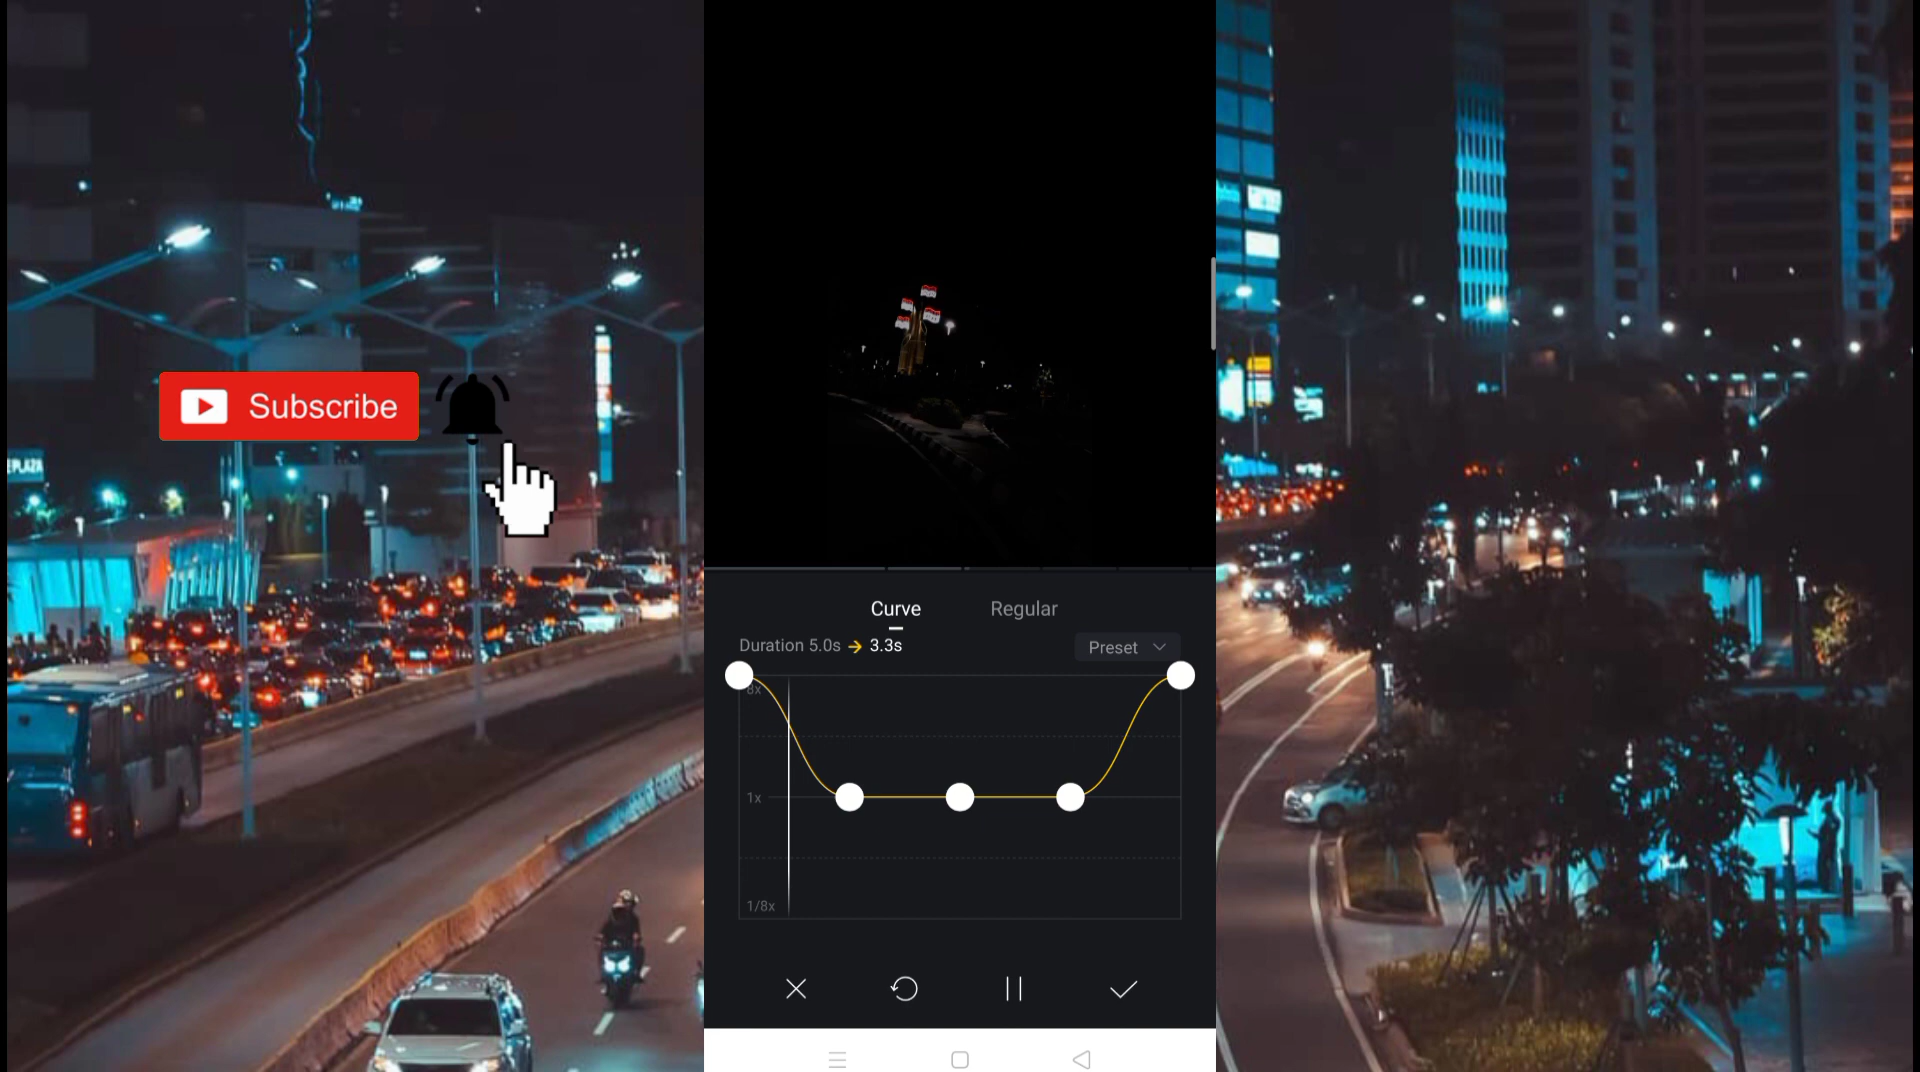 Subscribe
E PLAZA
Curve
Regular
Duration 5.0s → 3.3s
Preset
8x
1x
1/8x